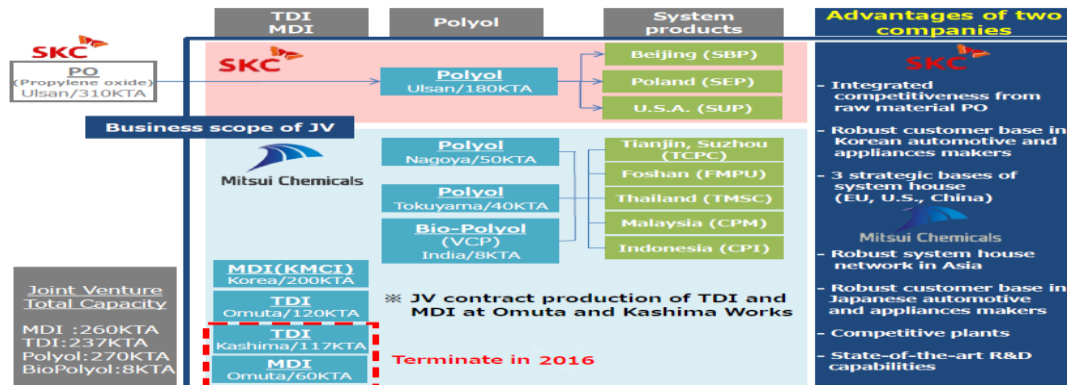 TDI
MDI
Polyol
System
products
Advantages of two
companies
SKC
PO
(Propylene oxide)
Ulsan/310KTA
SKC
Polyol
Ulsan/180KTA
Beijing (SBP)
Poland (SEP)
U.S.A. (SUP)
Business scope of JV
Mitsui Chemicals
Polyol
Nagoya/50KTA
Polyol
Tokuyama/40KTA
Bio-Polyol
(VCP)
India/8KTA
Tianjin, Suzhou
(TCPC)
Foshan (FMPU)
Thailand (TMSC)
Malaysia (CPM)
Indonesia (CPI)
MDI(KMCI)
Korea/200KTA
TDI
Omuta/120KTA
TDI
Kashima/117KTA
MDI
Omuta/60KTA
※ JV contract production of TDI and
MDI at Omuta and Kashima Works
Terminate in 2016
Joint Venture
Total Capacity
MDI :260KTA
TDI:237KTA
Polyol:270KTA
BioPolyol:8KTA
SKC
- Integrated
competitiveness from
raw material PO
- Robust customer base in
Korean automotive and
appliances makers
- 3 strategic bases of
system house
(EU, U.S., China)
Mitsui Chemicals
- Robust system house
network in Asia
- Robust customer base in
Japanese automotive
and appliances makers
- Competitive plants
- State-of-the-art R&D
capabilities